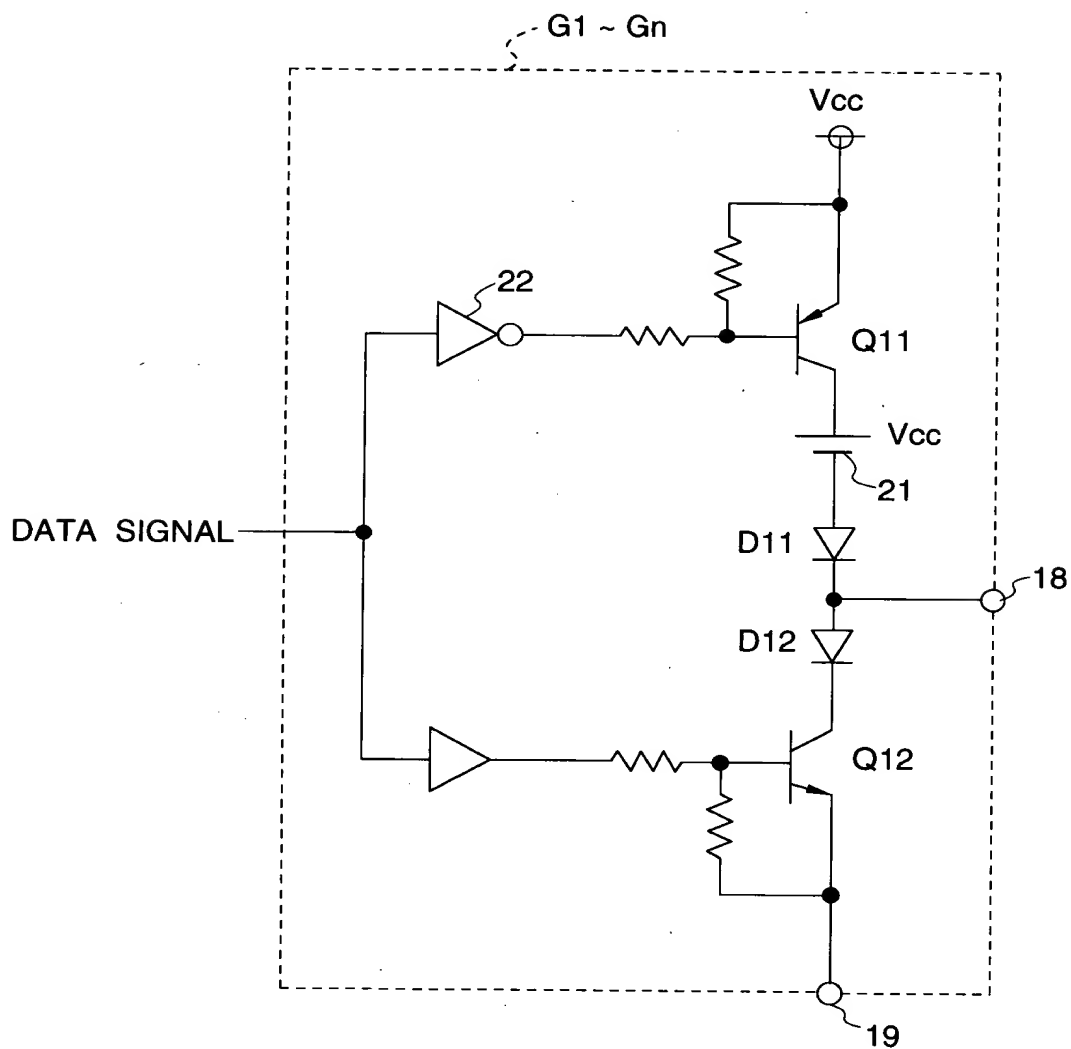 G1 ~ Gn
Vcc
22
Q11
Vcc
21
DATA SIGNAL
D11
18
D12
Q12
19